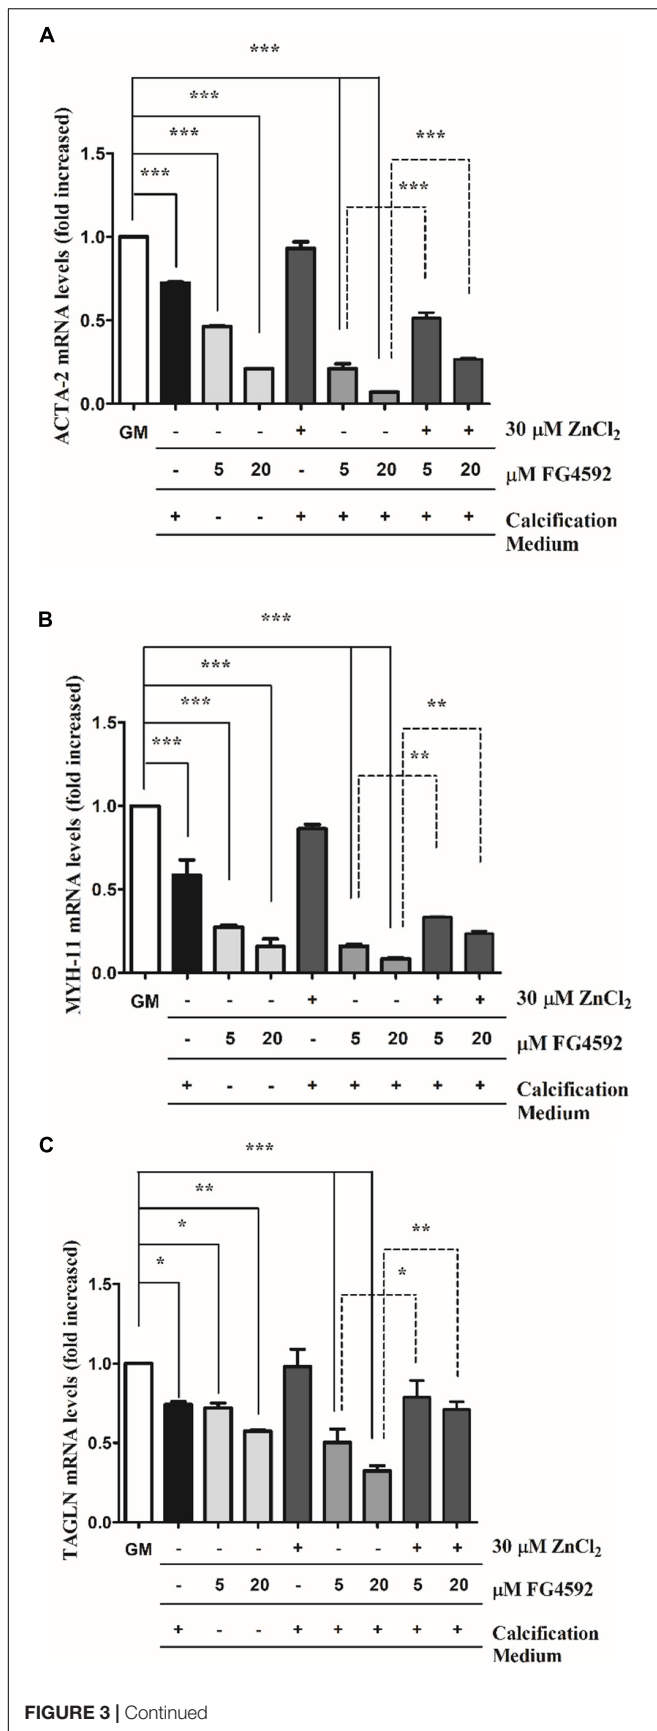 A
***
***
***
***
***
***
ACTA-2 mRNA levels (fold increased)
1.5
1.0
0.5
0.0
GM - - - + - - + + 30 μM ZnCl2
- 5 20 - 5 20 5 20 μM FG4592
+ - - + + + + + Calcification
Medium
B
***
***
**
***
**
***
MYH-11 mRNA levels (fold increased)
1.5
1.0
0.5
0.0
GM - - - + - - + + 30 μM ZnCl2
- 5 20 - 5 20 5 20 μM FG4592
+ - - + + + + + Calcification
Medium
C
***
**
*
**
*
*
TAGLN mRNA levels (fold increased)
1.5
1.0
0.5
0.0
GM - - - + - - + + 30 μM ZnCl2
- 5 20 - 5 20 5 20 μM FG4592
+ - - + + + + + Calcification
Medium
FIGURE 3 | Continued